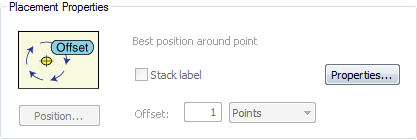 Placement Properties
Offset
Best position around point
Stack label
Properties...
Position...
Offset:
1
Points